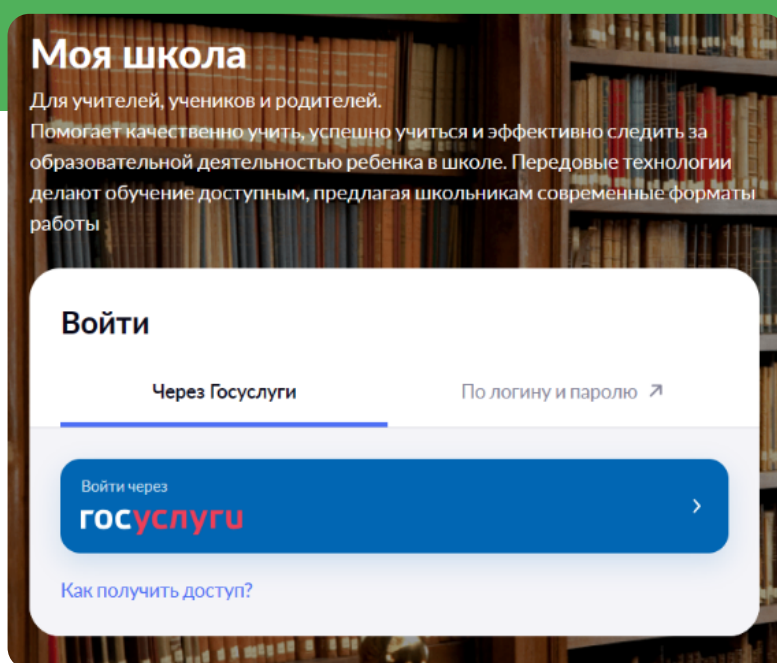 Моя школа
Для учителей, учеников и родителей.
Помогает качественно учить, успешно учиться и эффективно следить за
образовательной деятельностью ребенка в школе. Передовые технологии
делают обучение доступным, предлагая школьникам современные форматы
работы
Войти
Через Госуслуги
По логину и паролю ↗
Войти через
госуслуги
Как получить доступ?